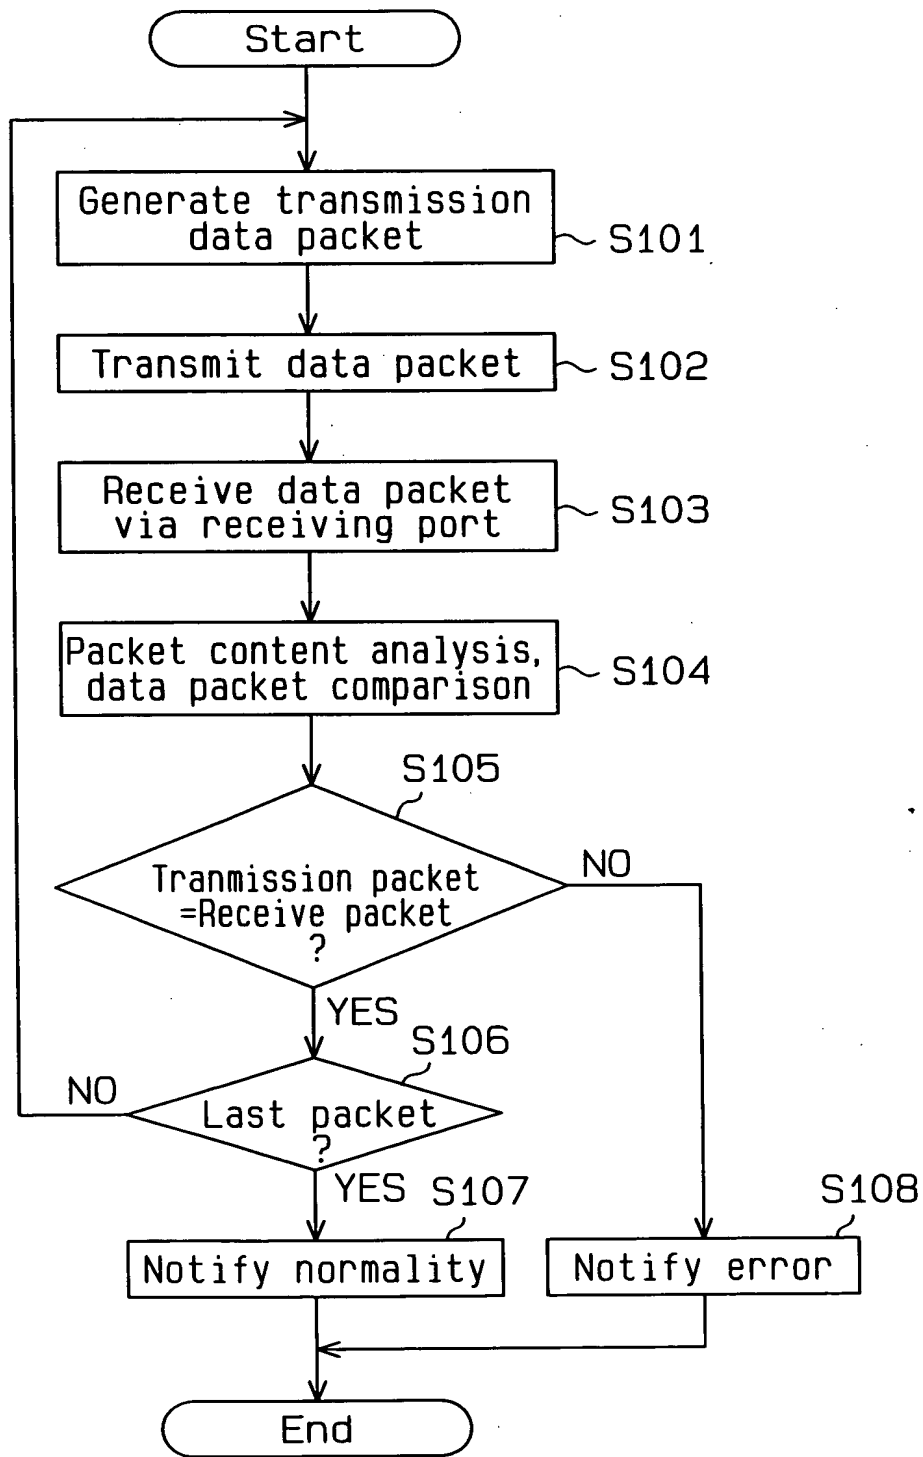 Start
Generate transmission
data packet
S101
Transmit data packet
S102
Receive data packet
via receiving port
S103
Packet content analysis,
data packet comparison
S104
S105
Tranmission packet
=Receive packet
?
NO
YES
S106
NO
Last packet
?
YES
S107
S108
Notify normality
Notify error
End